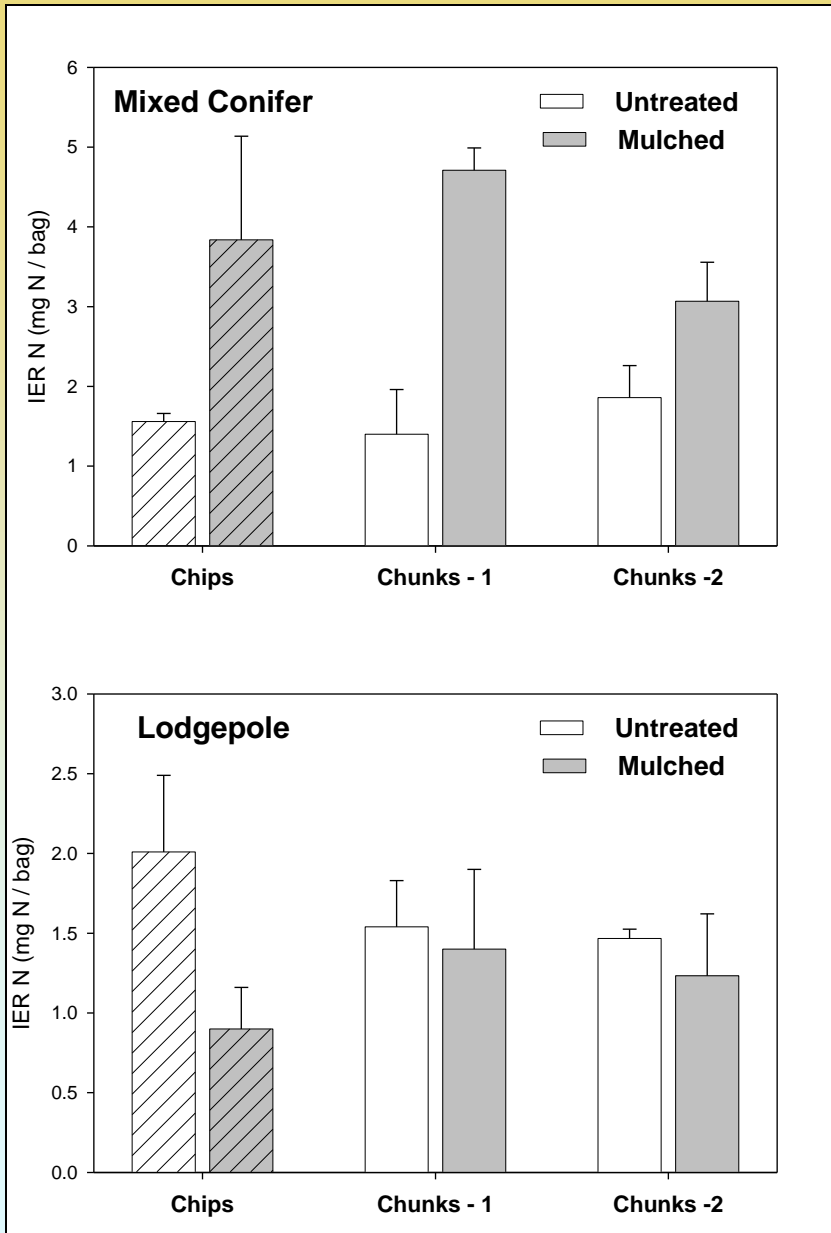 6
Mixed Conifer
Untreated
Mulched
5
4
3
2
1
0
IER N (mg N / bag)
Chips
Chunks - 1
Chunks -2
3.0
Lodgepole
Untreated
Mulched
2.5
2.0
1.5
1.0
0.5
0.0
IER N (mg N / bag)
Chips
Chunks - 1
Chunks -2